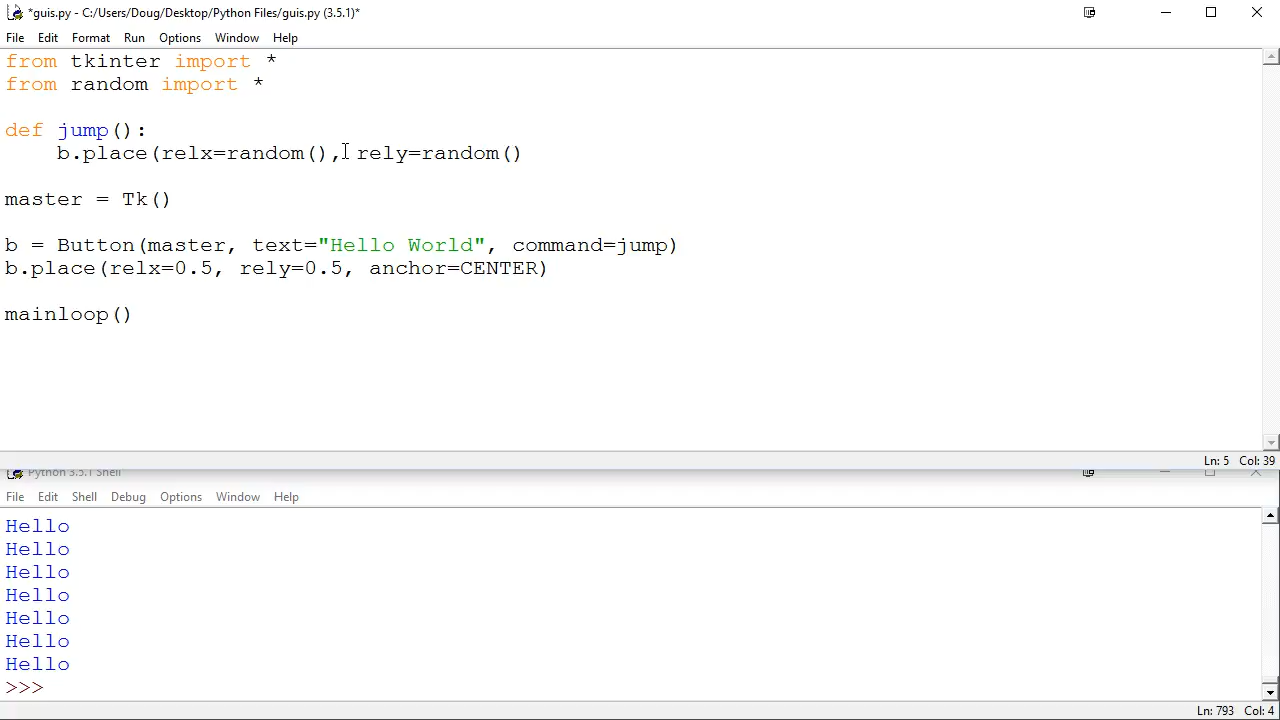 *guis.py - C:/Users/Doug/Desktop/Python Files/guis.py (3.5.1)*
File Edit Format Run Options Window Help
from tkinter import *
from random import *
def jump():
    b.place(relx=random(), rely=random()
master = Tk()
b = Button(master, text="Hello World", command=jump)
b.place(relx=0.5, rely=0.5, anchor=CENTER)
mainloop()
Ln: 5 Col: 39
Python 3.5.1 Shell
File Edit Shell Debug Options Window Help
Hello
Hello
Hello
Hello
Hello
Hello
Hello
>>>
Ln: 793 Col: 4